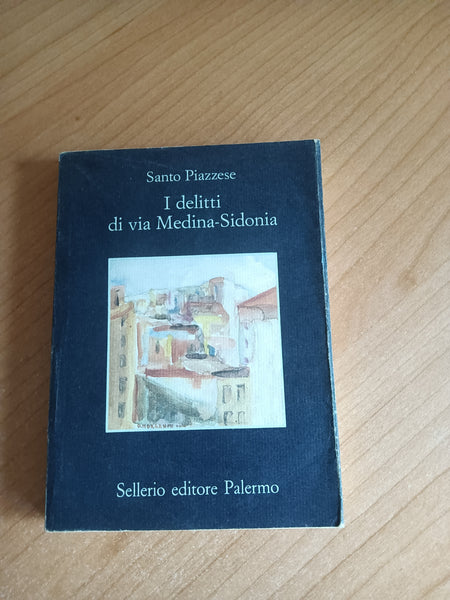 Santo Piazzese
I delitti
di via Medina-Sidonia
Sellerio editore Palermo